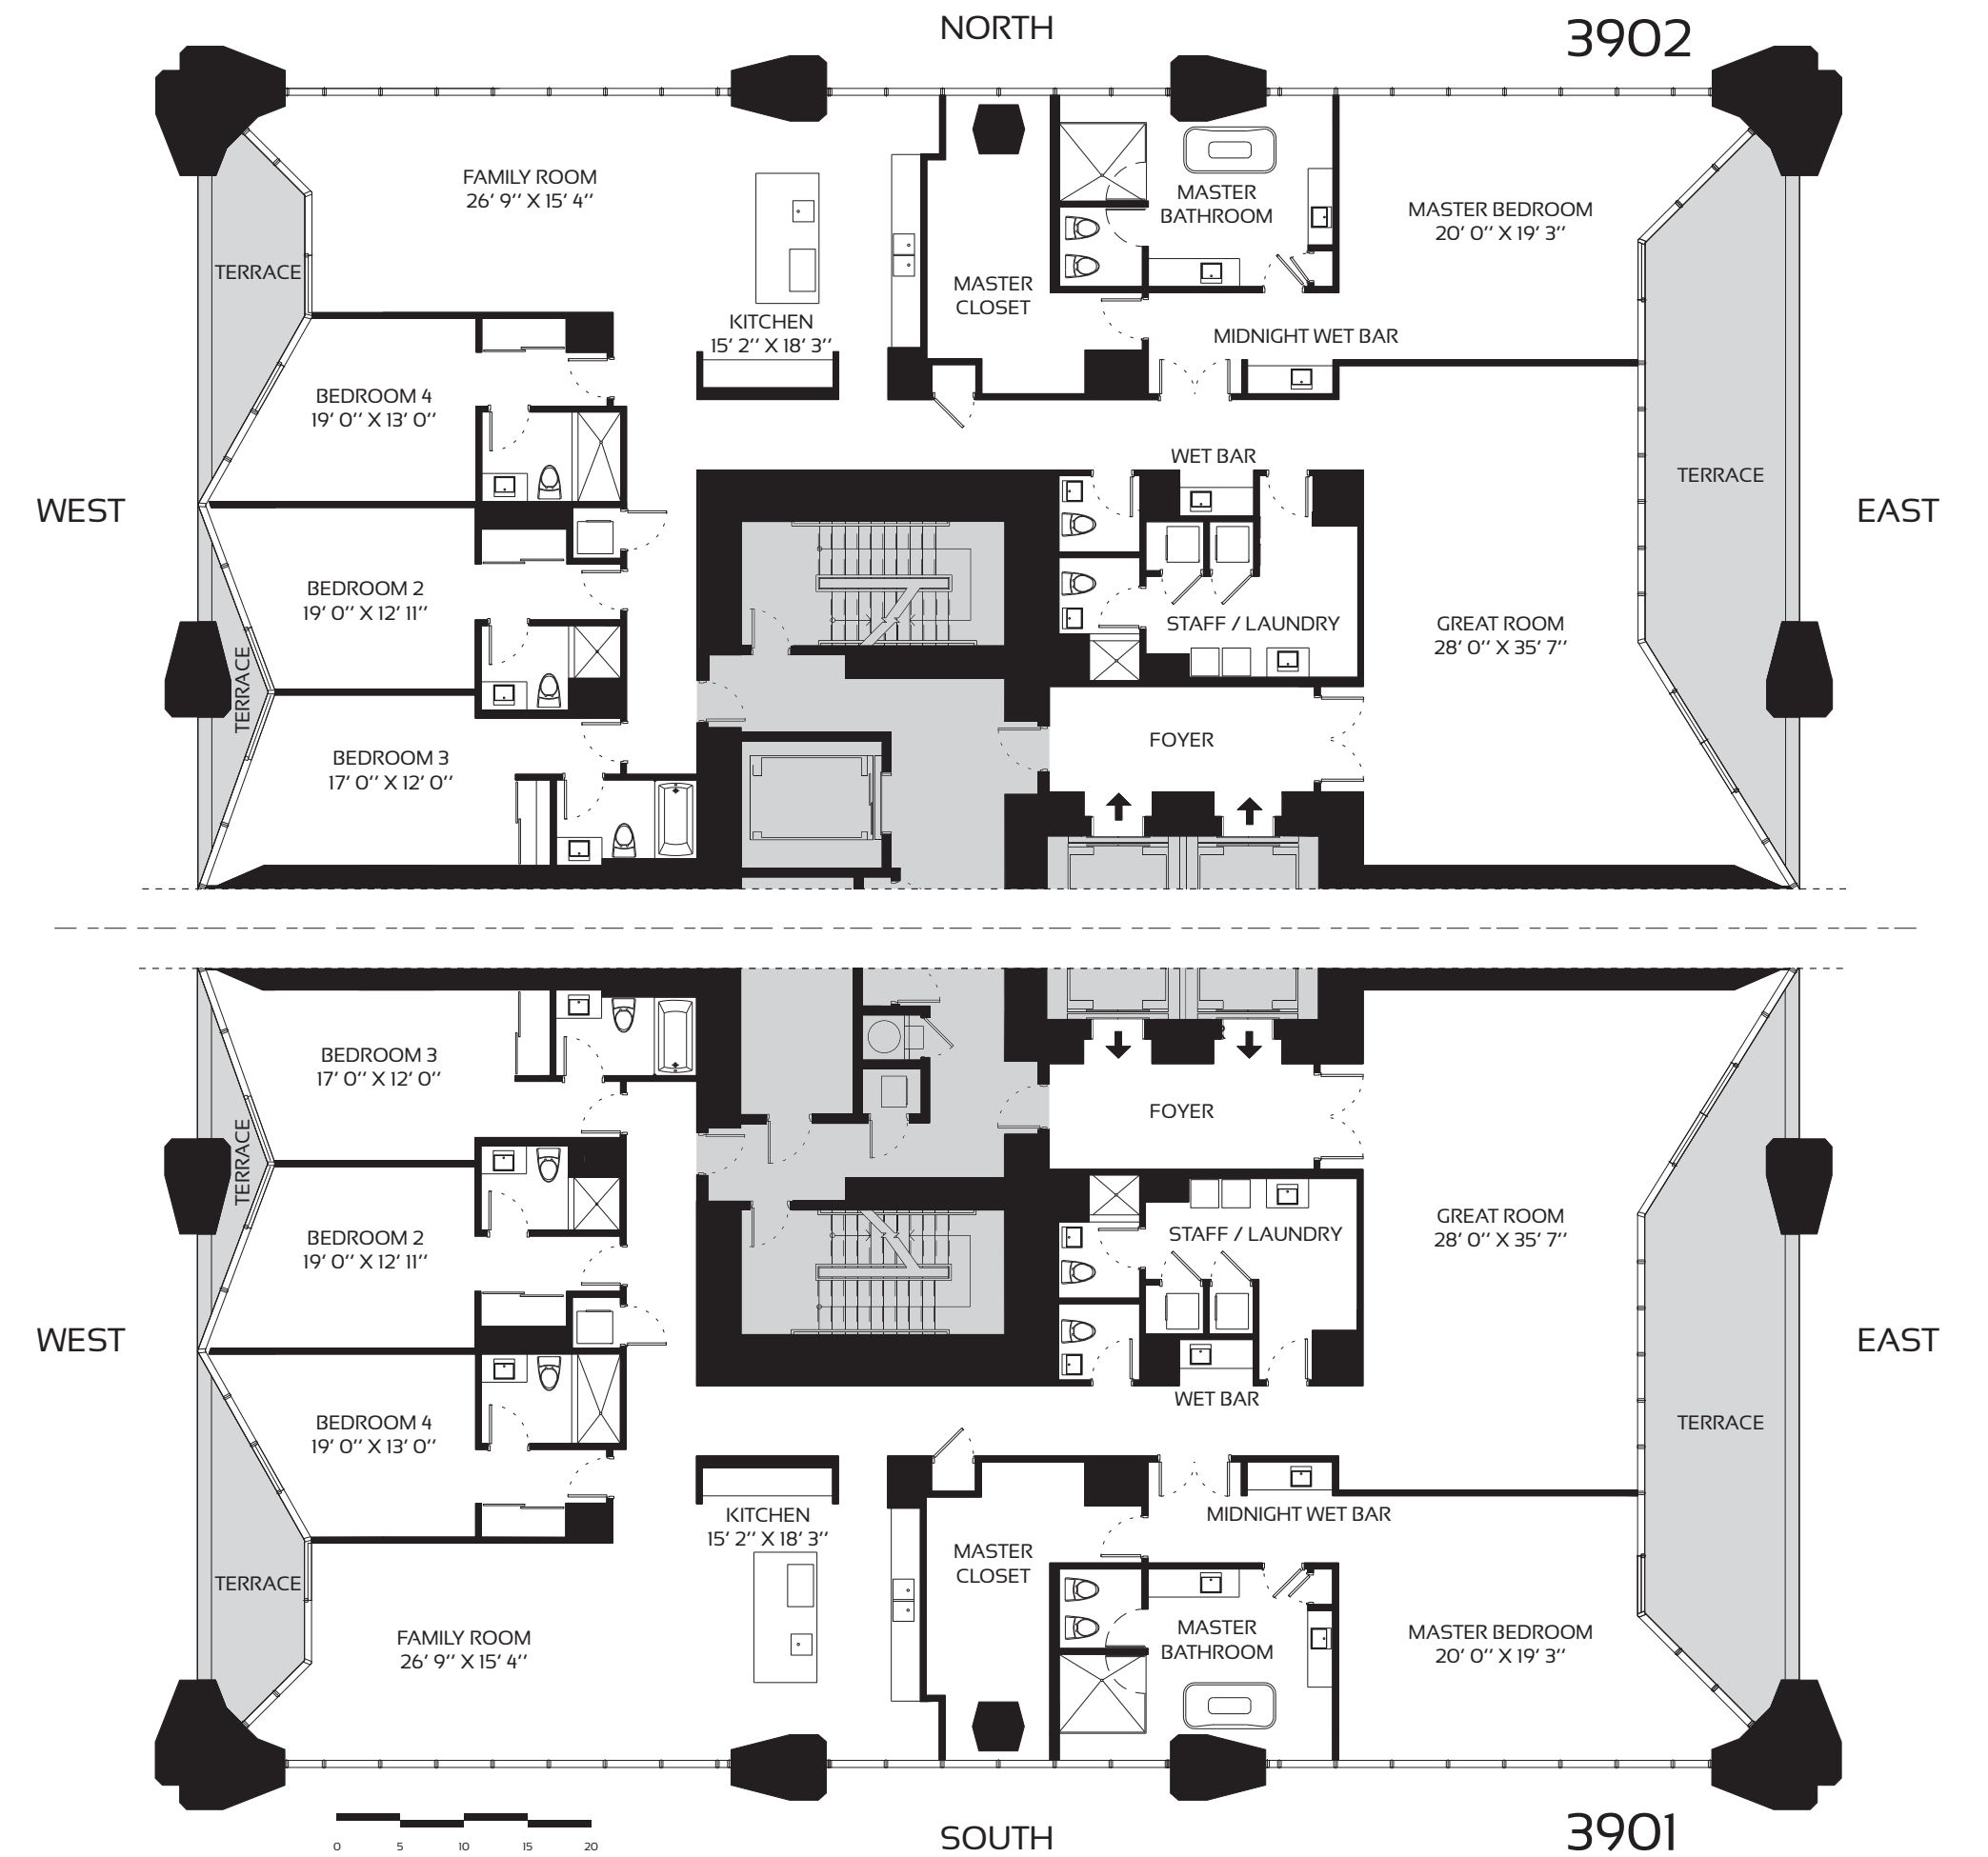 NORTH
3902
FAMILY ROOM
26' 9'' X 15' 4''
MASTER
BATHROOM
MASTER BEDROOM
20' 0'' X 19' 3''
TERRACE
MASTER
CLOSET
KITCHEN
15' 2'' X 18' 3''
MIDNIGHT WET BAR
BEDROOM 4
19' 0'' X 13' 0''
WET BAR
TERRACE
WEST
EAST
BEDROOM 2
19' 0'' X 12' 11''
STAFF / LAUNDRY
GREAT ROOM
28' 0'' X 35' 7''
TERRACE
FOYER
BEDROOM 3
17' 0'' X 12' 0''
BEDROOM 3
17' 0'' X 12' 0''
FOYER
TERRACE
BEDROOM 2
19' 0'' X 12' 11''
STAFF / LAUNDRY
GREAT ROOM
28' 0'' X 35' 7''
WEST
EAST
WET BAR
BEDROOM 4
19' 0'' X 13' 0''
TERRACE
KITCHEN
15' 2'' X 18' 3''
MIDNIGHT WET BAR
MASTER
CLOSET
TERRACE
FAMILY ROOM
26' 9'' X 15' 4''
MASTER
BATHROOM
MASTER BEDROOM
20' 0'' X 19' 3''
0 5 10 15 20
SOUTH
3901